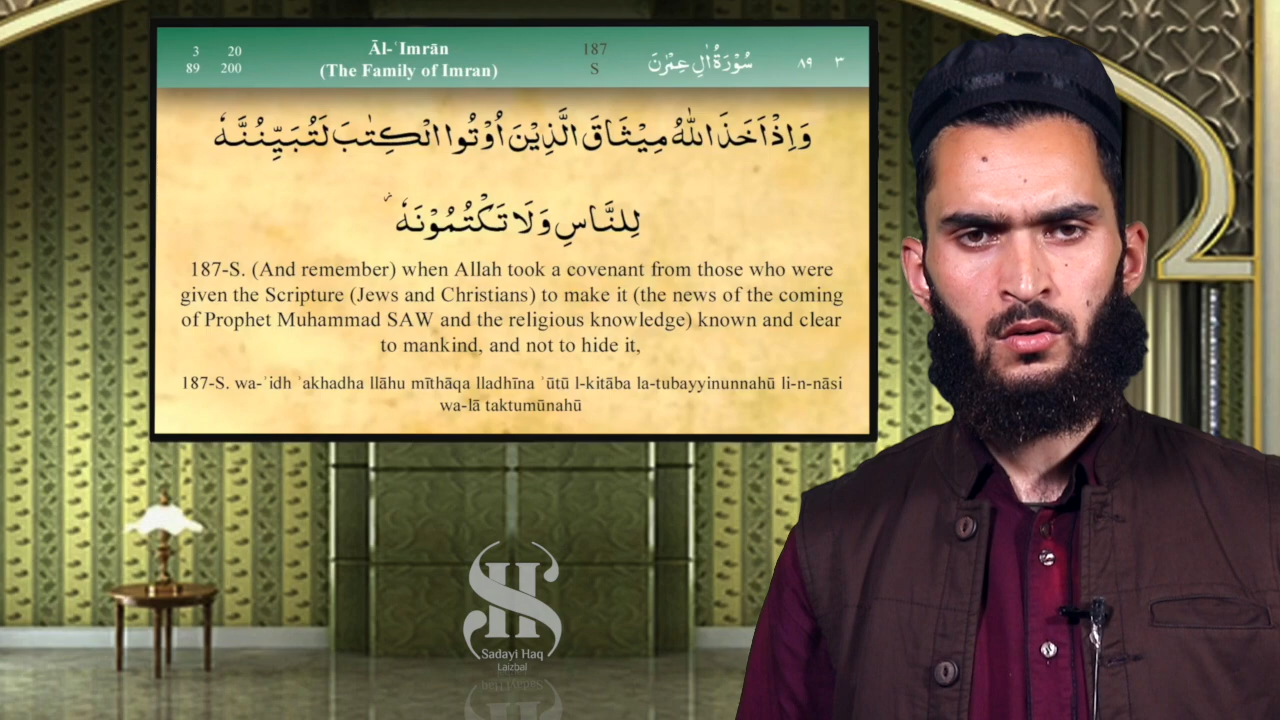 3 20 Āl-ʿImrān 187 سُوْرَةُ اٰلِ عِمْرٰنَ ٨٩ ٣
89 200 (The Family of Imran) S
وَاِذْ اَخَذَ اللّٰهُ مِيْثَاقَ الَّذِيْنَ اُوْتُوا الْكِتٰبَ لَتُبَيِّنُنَّهٗ
لِلنَّاسِ وَلَا تَكْتُمُوْنَهٗ ۡ
187-S. (And remember) when Allah took a covenant from those who were
given the Scripture (Jews and Christians) to make it (the news of the coming
of Prophet Muhammad SAW and the religious knowledge) known and clear
to mankind, and not to hide it,
187-S. wa-ʾidh ʾakhadha llāhu mīthāqa lladhīna ʾūtū l-kitāba la-tubayyinunnahū li-n-nāsi
wa-lā taktumūnahū
Sadayi Haq
Laizbal